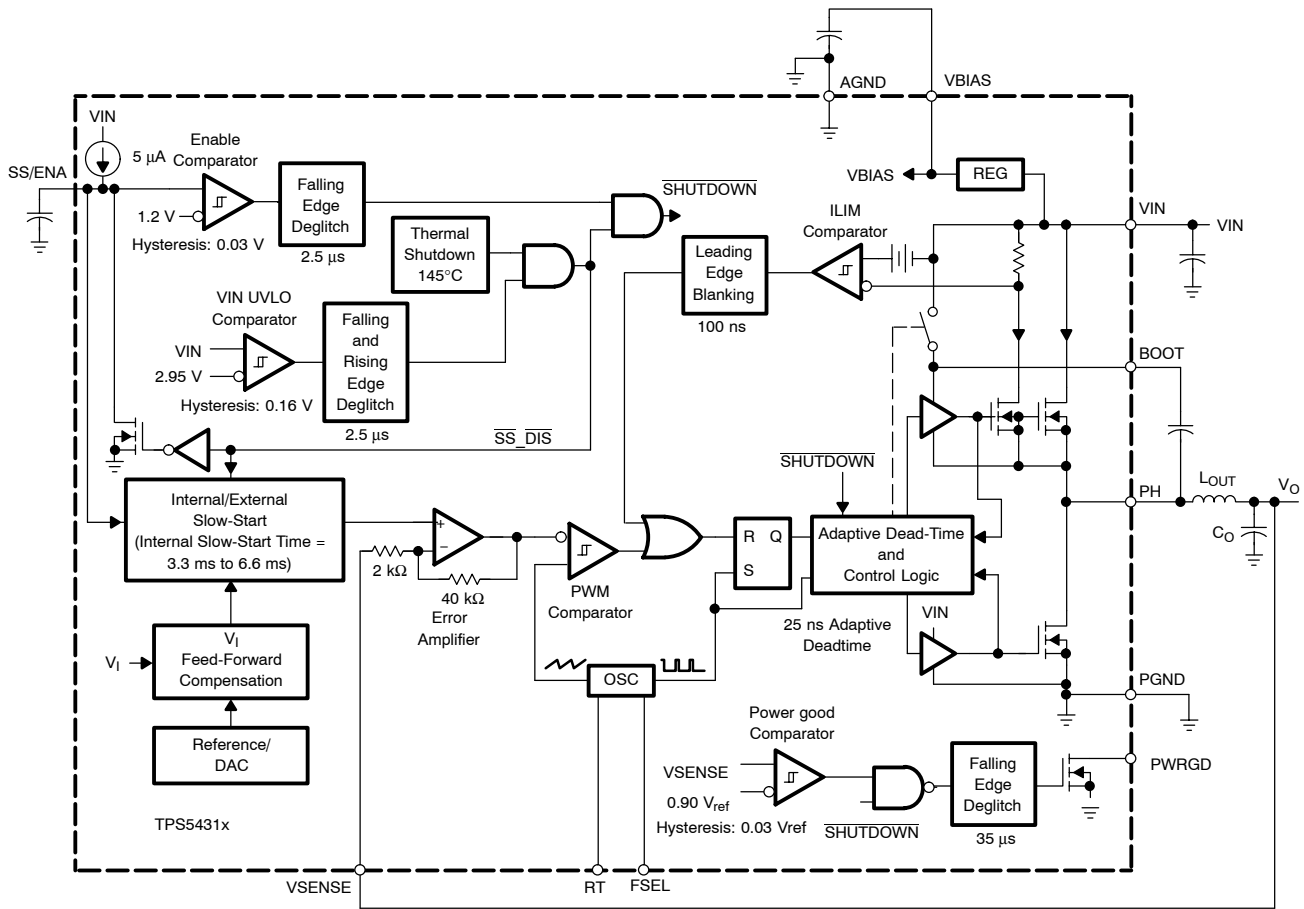 AGND
VBIAS
VIN
5 µA
Enable
Comparator
SS/ENA
1.2 V
Hysteresis: 0.03 V
Falling
Edge
Deglitch
2.5 µs
SHUTDOWN
Thermal
Shutdown
145°C
VBIAS
REG
ILIM
Comparator
VIN
VIN
Leading
Edge
Blanking
100 ns
VIN UVLO
Comparator
VIN
2.95 V
Hysteresis: 0.16 V
Falling
and
Rising
Edge
Deglitch
2.5 µs
BOOT
SS_DIS
SHUTDOWN
Internal/External
Slow-Start
(Internal Slow-Start Time =
3.3 ms to 6.6 ms)
+
−
2 kΩ
40 kΩ
Error
Amplifier
PWM
Comparator
R Q
S
Adaptive Dead-Time
and
Control Logic
25 ns Adaptive
Deadtime
VIN
PH
LOUT
VO
CO
VI
VI
Feed-Forward
Compensation
OSC
PGND
Reference/
DAC
Power good
Comparator
VSENSE
0.90 Vref
Hysteresis: 0.03 Vref
SHUTDOWN
Falling
Edge
Deglitch
35 µs
PWRGD
TPS5431x
VSENSE
RT
FSEL